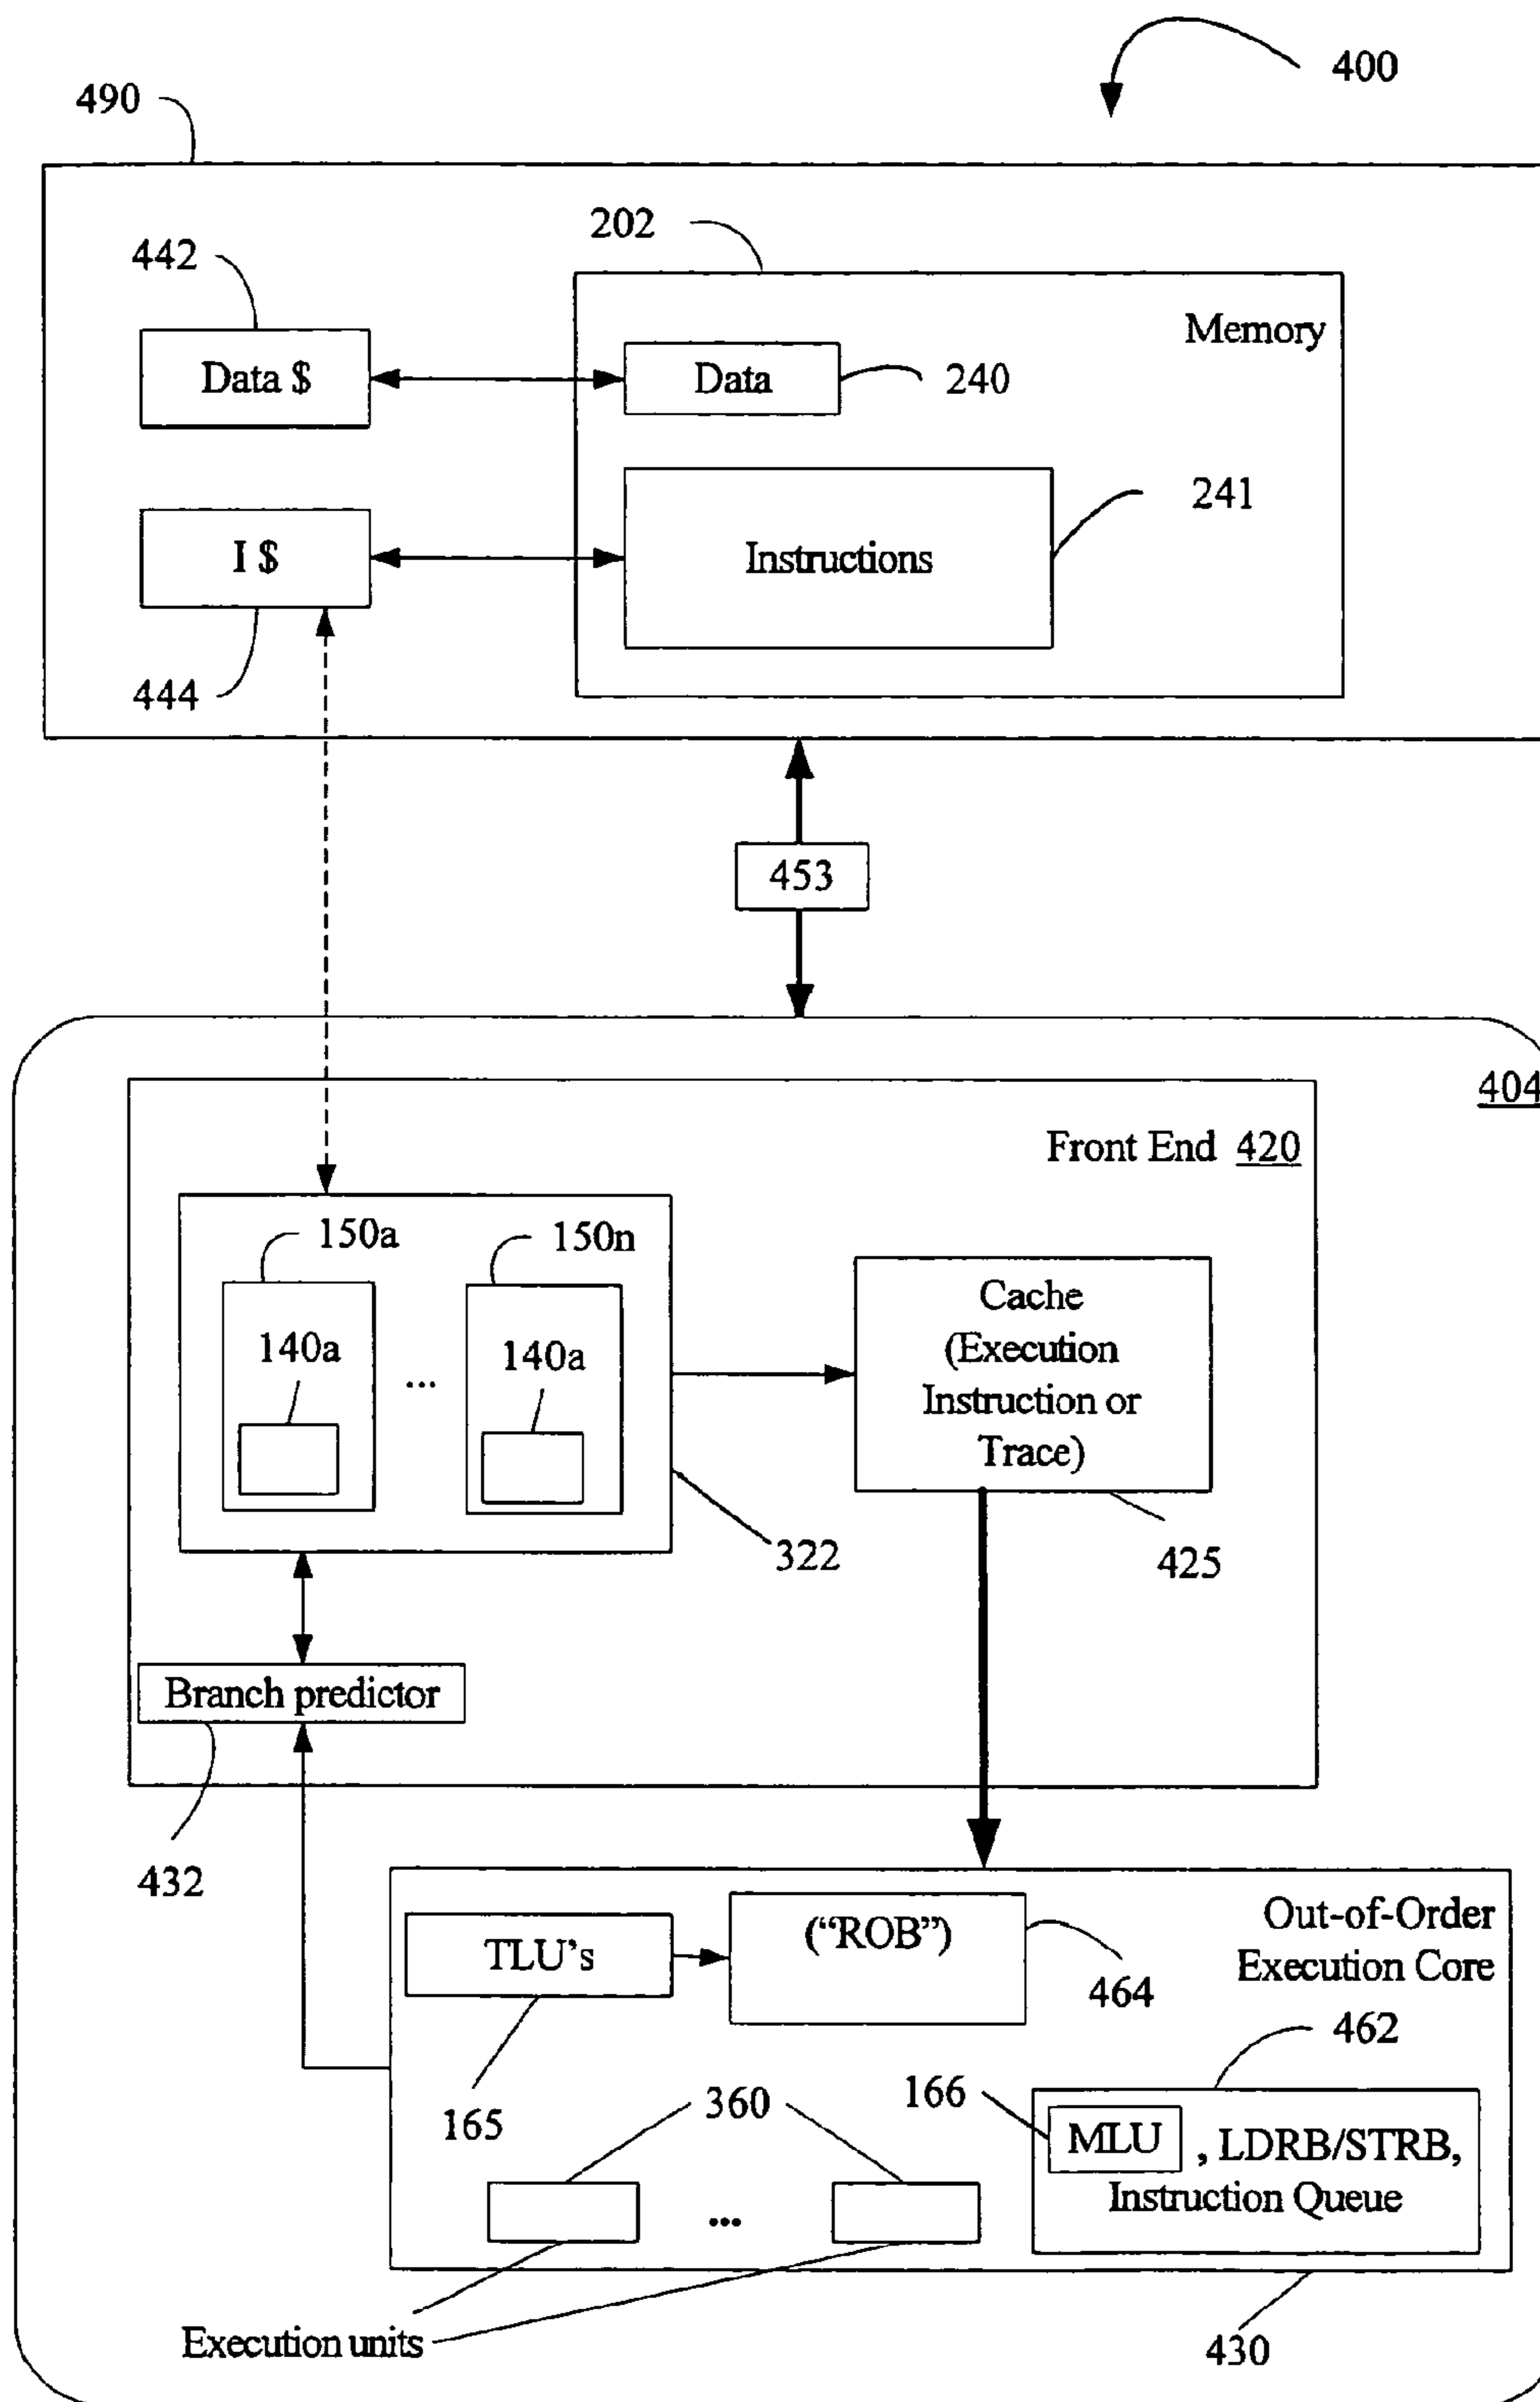 400
490
202
442
Memory
Data $
Data
240
241
I $
Instructions
444
453
404
Front End 420
150a
150n
Cache
(Execution
Instruction or
Trace)
140a
140a
...
322
425
Branch predictor
432
Out-of-Order
Execution Core
TLU's
("ROB")
464
462
165
360
166
MLU
, LDRB/STRB,
Instruction Queue
...
Execution units
430